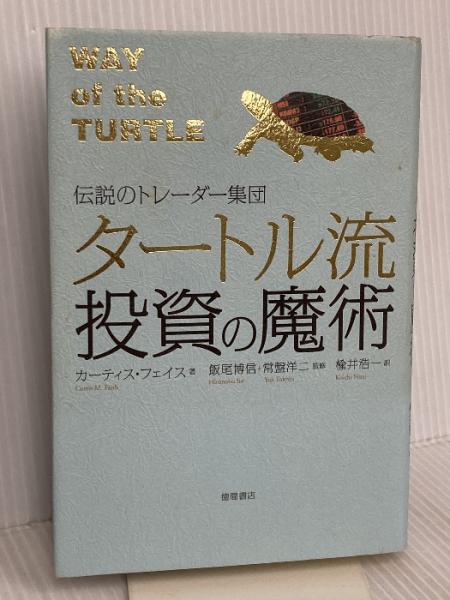 WAY
of the
TURTLE
伝説のトレーダー集団
タートル流
投資の魔術
カーティス・フェイス 著 飯尾博信+常盤洋二 監修 楡井浩一 訳
Curtis M. Faith
徳間書店